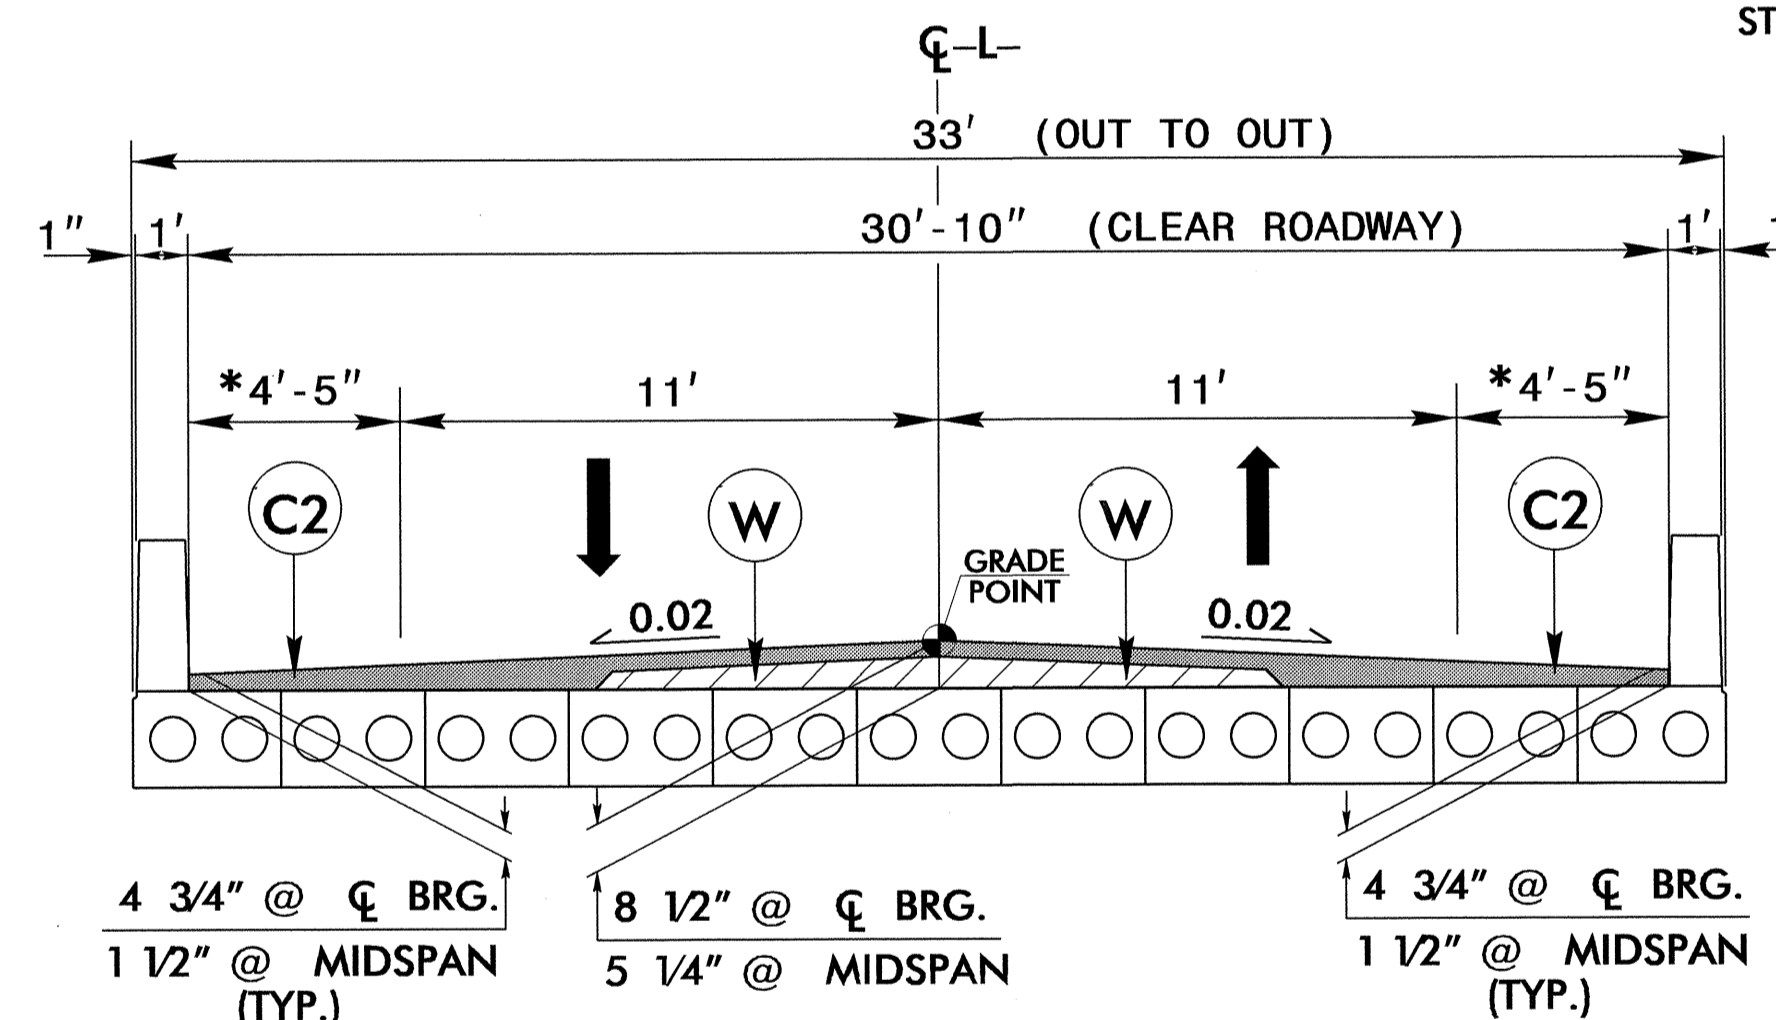 ST
℄-L-
33' (OUT TO OUT)
1" 1' 30'-10" (CLEAR ROADWAY) 1'
*4'-5" 11' 11' *4'-5"
C2 W W C2
GRADE
POINT
0.02 0.02
4 3/4" @ ℄ BRG.
1 1/2" @ MIDSPAN
(TYP.)
8 1/2" @ ℄ BRG.
5 1/4" @ MIDSPAN
4 3/4" @ ℄ BRG.
1 1/2" @ MIDSPAN
(TYP.)